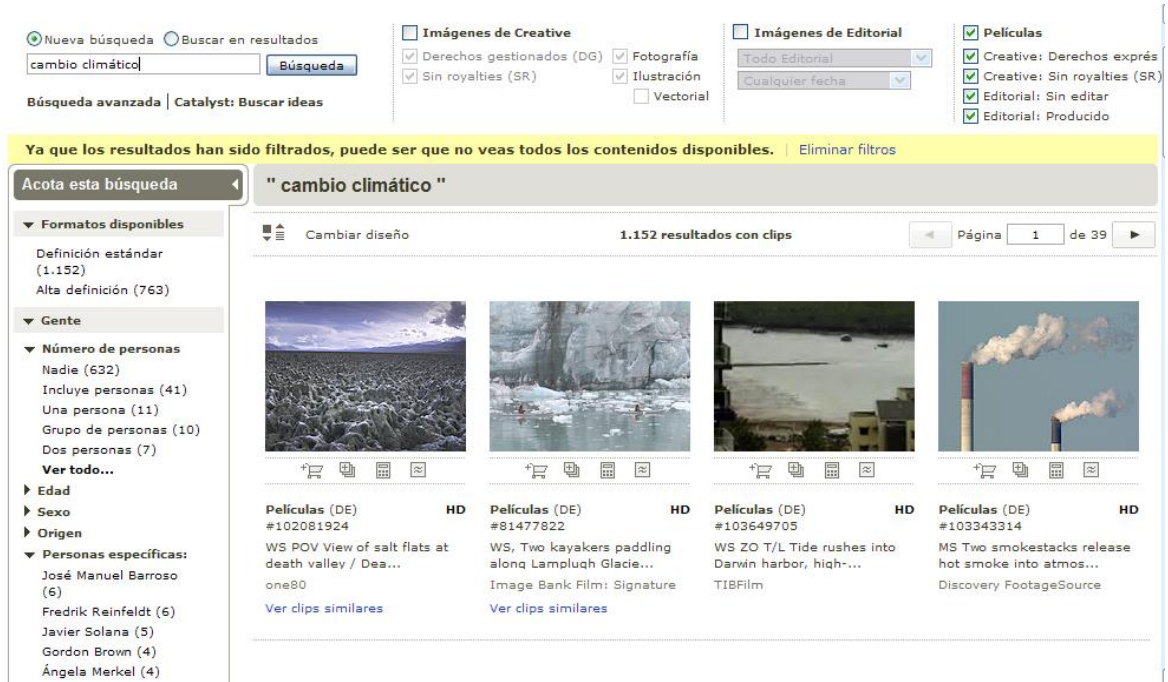 Nueva búsqueda Buscar en resultados
cambio climático Búsqueda
Búsqueda avanzada | Catalyst: Buscar ideas
Imágenes de Creative
Derechos gestionados (DG) Fotografía
Sin royalties (SR) Ilustración
Vectorial
Imágenes de Editorial
Todo Editorial
Cualquier fecha
Películas
Creative: Derechos exprés
Creative: Sin royalties (SR)
Editorial: Sin editar
Editorial: Producido
Ya que los resultados han sido filtrados, puede ser que no veas todos los contenidos disponibles. | Eliminar filtros
Acota esta búsqueda
Formatos disponibles
Definición estándar
(1.152)
Alta definición (763)
Gente
Número de personas
Nadie (632)
Incluye personas (41)
Una persona (11)
Grupo de personas (10)
Dos personas (7)
Ver todo...
Edad
Sexo
Origen
Personas específicas:
José Manuel Barroso
(6)
Fredrik Reinfeldt (6)
Javier Solana (5)
Gordon Brown (4)
Ángela Merkel (4)
" cambio climático "
Cambiar diseño 1.152 resultados con clips Página 1 de 39
Películas (DE) HD
#102081924
WS POV View of salt flats at
death valley / Dea...
one80
Ver clips similares
Películas (DE) HD
#81477822
WS, Two kayakers paddling
along Lamplugh Glacie...
Image Bank Film: Signature
Ver clips similares
Películas (DE) HD
#103649705
WS ZO T/L Tide rushes into
Darwin harbor, high-...
TIBFilm
Películas (DE) HD
#103343314
MS Two smokestacks release
hot smoke into atmos...
Discovery FootageSource